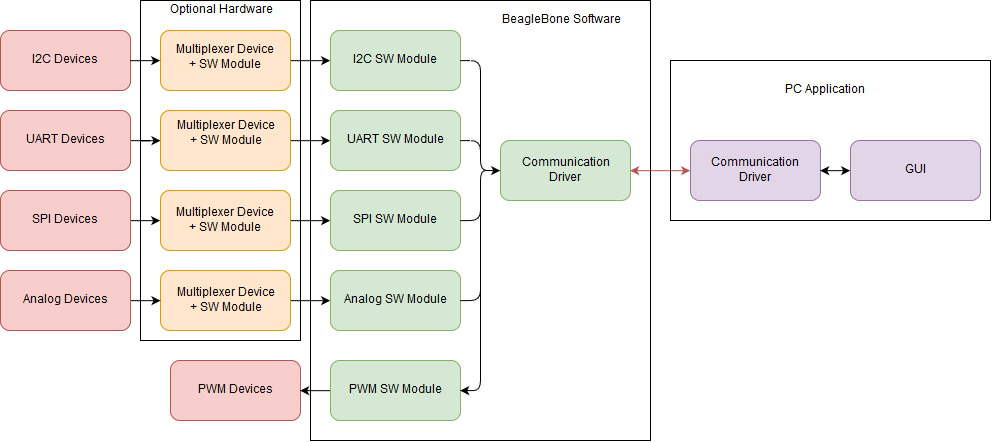 Optional Hardware
BeagleBone Software
I2C Devices
Multiplexer Device
+ SW Module
I2C SW Module
PC Application
UART Devices
Multiplexer Device
+ SW Module
UART SW Module
Communication
Driver
Communication
Driver
GUI
SPI Devices
Multiplexer Device
+ SW Module
SPI SW Module
Analog Devices
Multiplexer Device
+ SW Module
Analog SW Module
PWM Devices
PWM SW Module